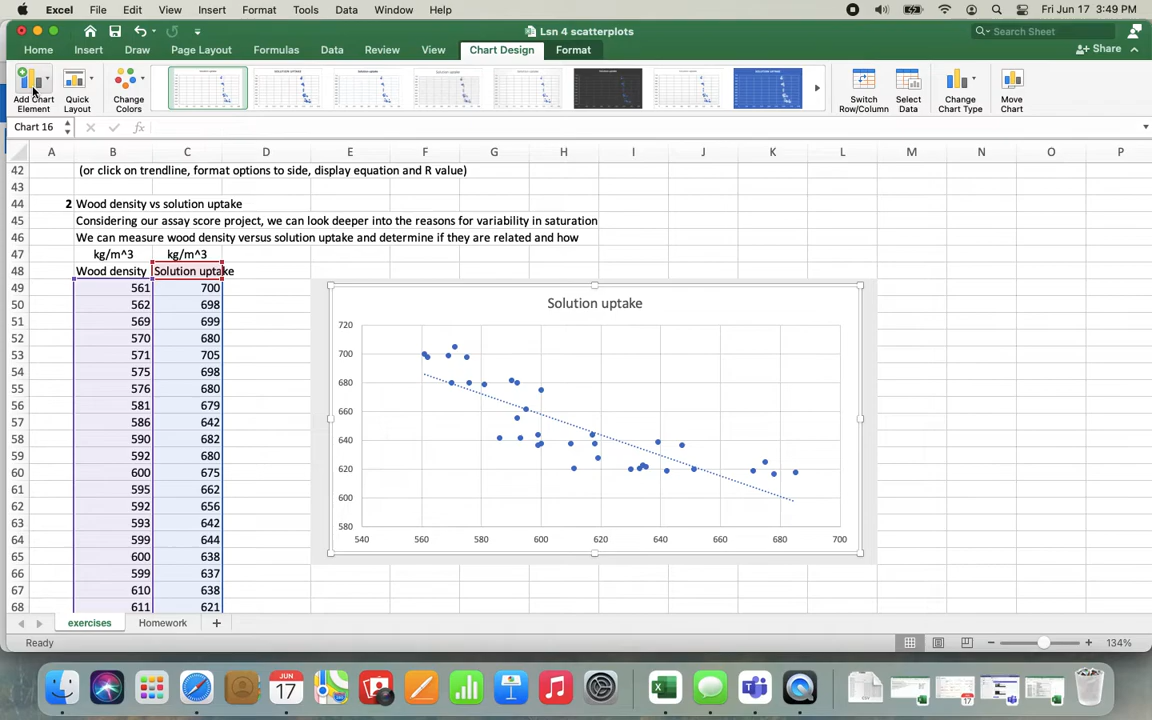 Excel File Edit View Insert Format Tools Data Window Help Fri Jun 17 3:49 PM
Lsn 4 scatterplots Search Sheet
Home Insert Draw Page Layout Formulas Data Review View Chart Design Format Share
Add Chart Element Quick Layout Change Colors Switch Row/Column Select Data Change Chart Type Move Chart
Chart 16 fx
A B C D E F G H I J K L M N O P
42 (or click on trendline, format options to side, display equation and R value)
43
44 2 Wood density vs solution uptake
45 Considering our assay score project, we can look deeper into the reasons for variability in saturation
46 We can measure wood density versus solution uptake and determine if they are related and how
47 kg/m^3 kg/m^3
48 Wood density Solution uptake
49 561 700
50 562 698
51 569 699
52 570 680
53 571 705
54 575 698
55 576 680
56 581 679
57 586 642
58 590 682
59 592 680
60 600 675
61 595 662
62 592 656
63 593 642
64 599 644
65 600 638
66 599 637
67 610 638
68 611 621
Solution uptake
720
700
680
660
640
620
600
580
540 560 580 600 620 640 660 680 700
exercises Homework +
Ready 134%
JUN
17